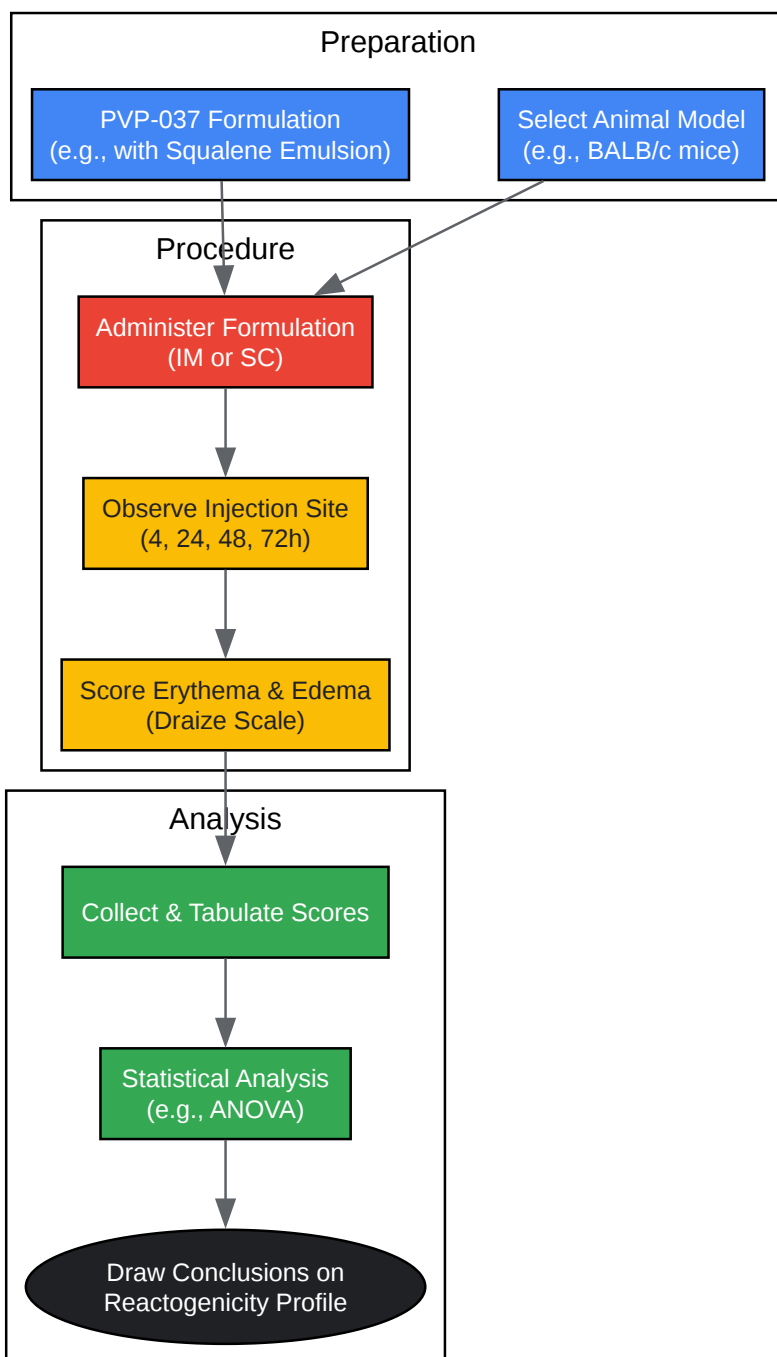 Preparation
PVP-037 Formulation
(e.g., with Squalene Emulsion)
Select Animal Model
(e.g., BALB/c mice)
Procedure
Administer Formulation
(IM or SC)
Observe Injection Site
(4, 24, 48, 72h)
Score Erythema & Edema
(Draize Scale)
Analysis
Collect & Tabulate Scores
Statistical Analysis
(e.g., ANOVA)
Draw Conclusions on
Reactogenicity Profile